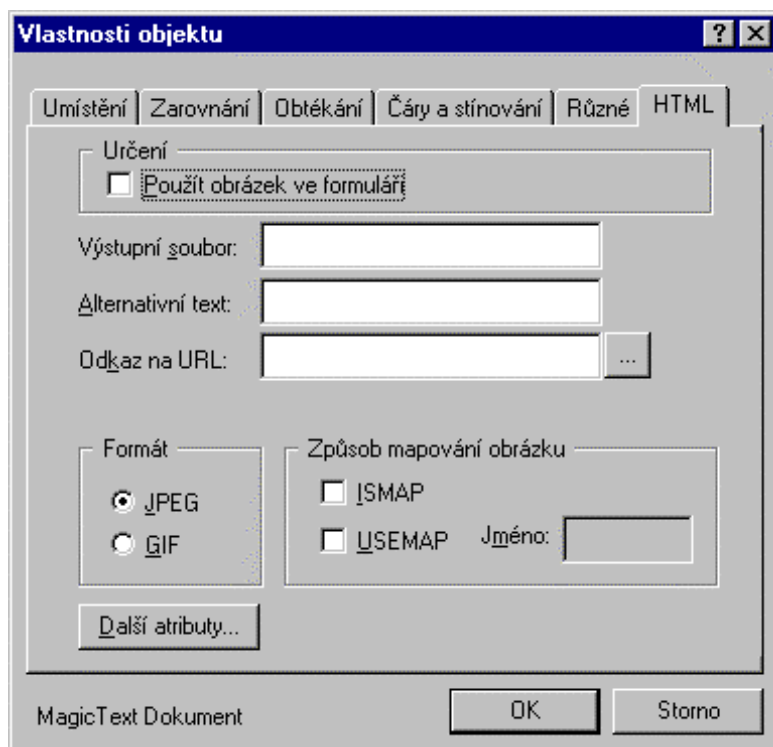 Vlastnosti objektu
Umístění Zarovnání Obtékání Čáry a stínování Různé HTML
Určení
Použít obrázek ve formuláři
Výstupní soubor:
Alternativní text:
Odkaz na URL: ...
Formát
JPEG
GIF
Způsob mapování obrázku
ISMAP
USEMAP Jméno:
Další atributy...
MagicText Dokument OK Storno